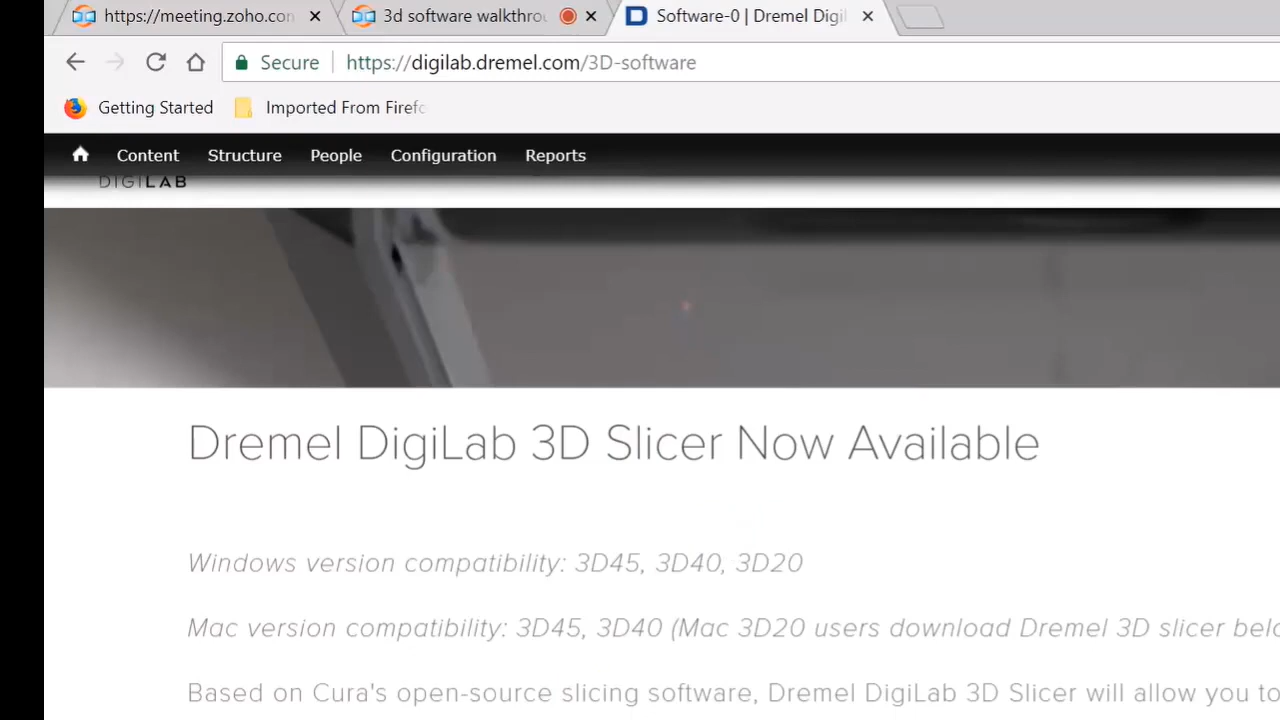 https://meeting.zoho.con
3d software walkthrou
Software-0 | Dremel Digil
Secure
https://digilab.dremel.com/3D-software
Getting Started
Imported From Firefo
Content
Structure
People
Configuration
Reports
DIGILAB
Dremel DigiLab 3D Slicer Now Available
Windows version compatibility: 3D45, 3D40, 3D20
Mac version compatibility: 3D45, 3D40 (Mac 3D20 users download Dremel 3D slicer belo
Based on Cura's open-source slicing software, Dremel DigiLab 3D Slicer will allow you to